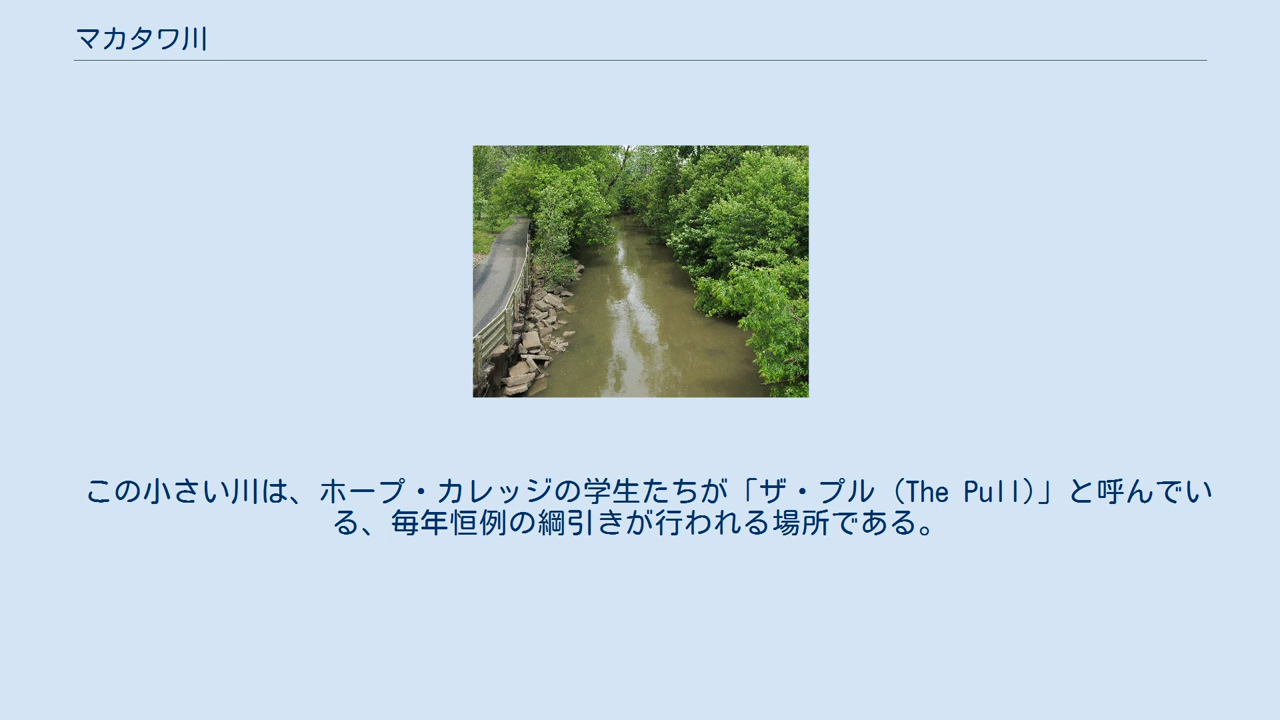 マカタワ川
この小さい川は、ホープ・カレッジの学生たちが「ザ・プル (The Pull)」と呼んでい
る、毎年恒例の綱引きが行われる場所である。